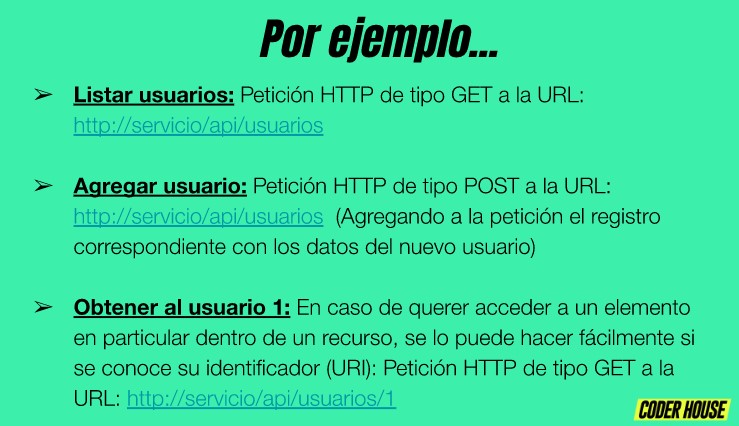 Por ejemplo...
➢ Listar usuarios: Petición HTTP de tipo GET a la URL:
http://servicio/api/usuarios
➢ Agregar usuario: Petición HTTP de tipo POST a la URL:
http://servicio/api/usuarios (Agregando a la petición el registro
correspondiente con los datos del nuevo usuario)
➢ Obtener al usuario 1: En caso de querer acceder a un elemento
en particular dentro de un recurso, se lo puede hacer fácilmente si
se conoce su identificador (URI): Petición HTTP de tipo GET a la
URL: http://servicio/api/usuarios/1
CODER HOUSE